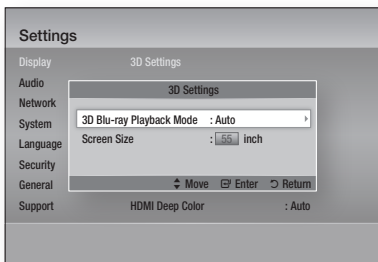 Settings
Display 3D Settings
Audio
3D Settings
Network
System
3D Blu-ray Playback Mode : Auto
Language
Screen Size : 55 inch
Security
General
Move Enter Return
Support HDMI Deep Color : Auto